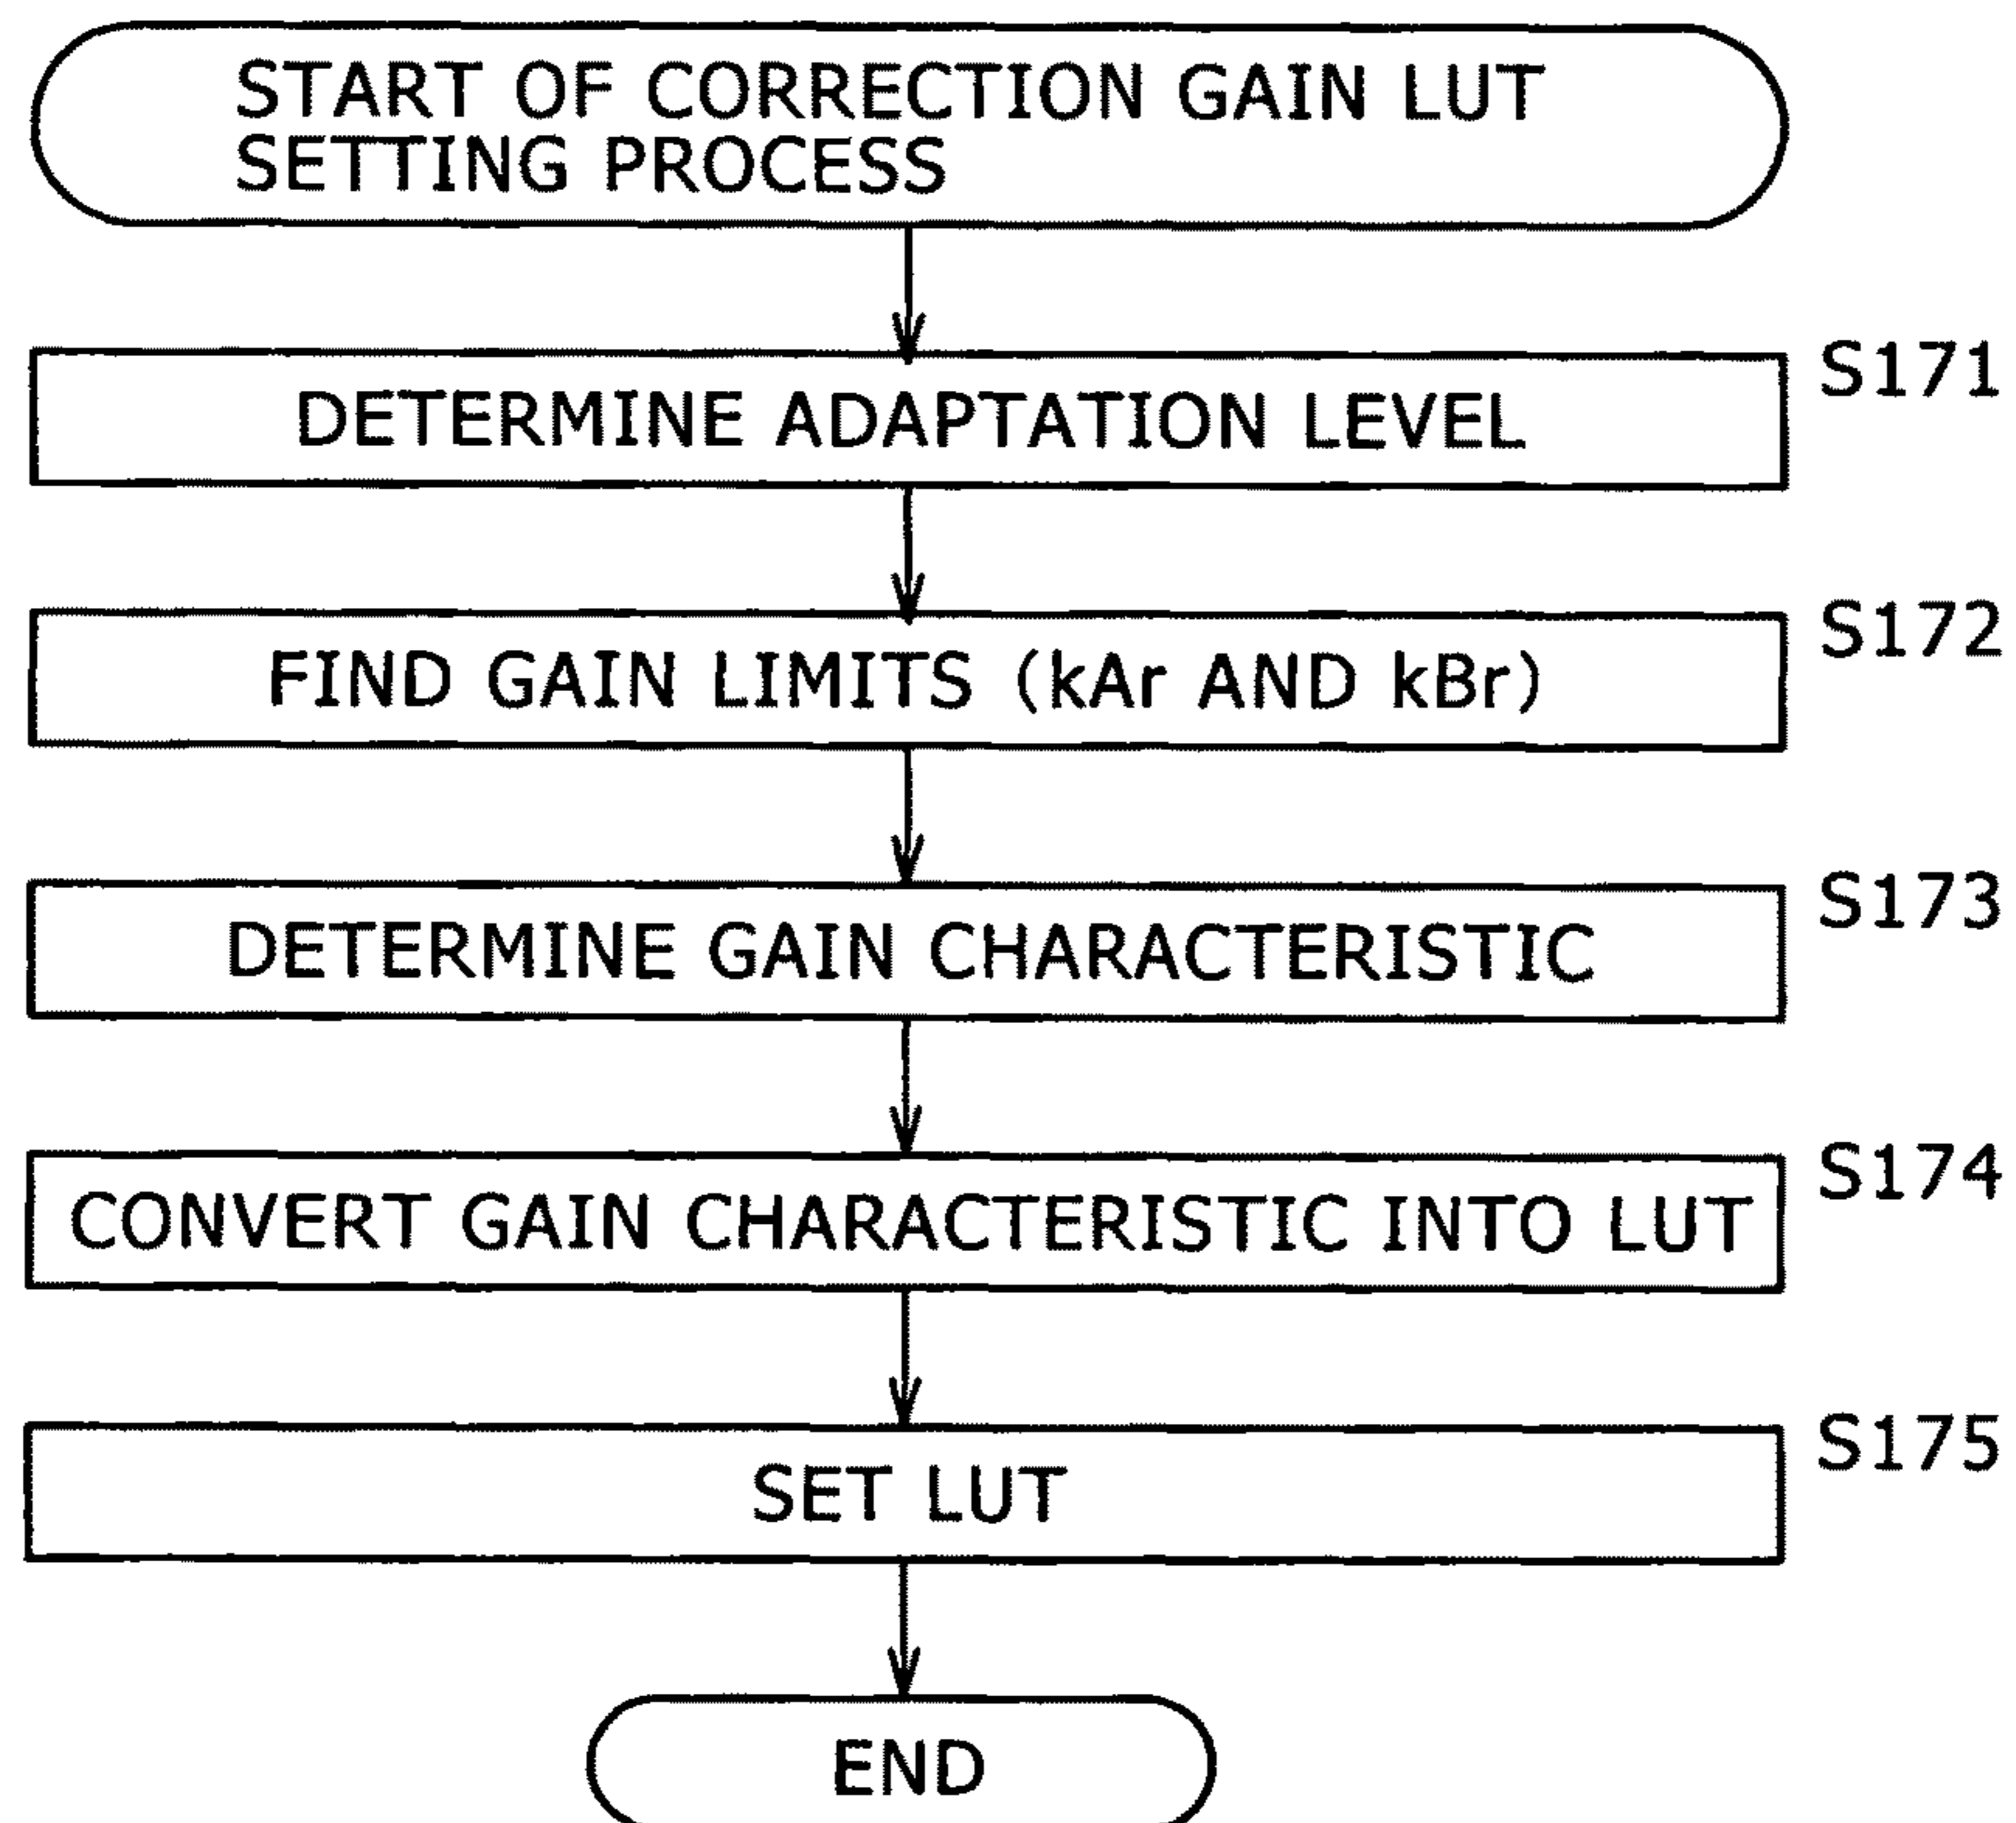 START OF CORRECTION GAIN LUT
SETTING PROCESS
S171
DETERMINE ADAPTATION LEVEL
S172
FIND GAIN LIMITS (kAr AND kBr)
S173
DETERMINE GAIN CHARACTERISTIC
S174
CONVERT GAIN CHARACTERISTIC INTO LUT
S175
SET LUT
END